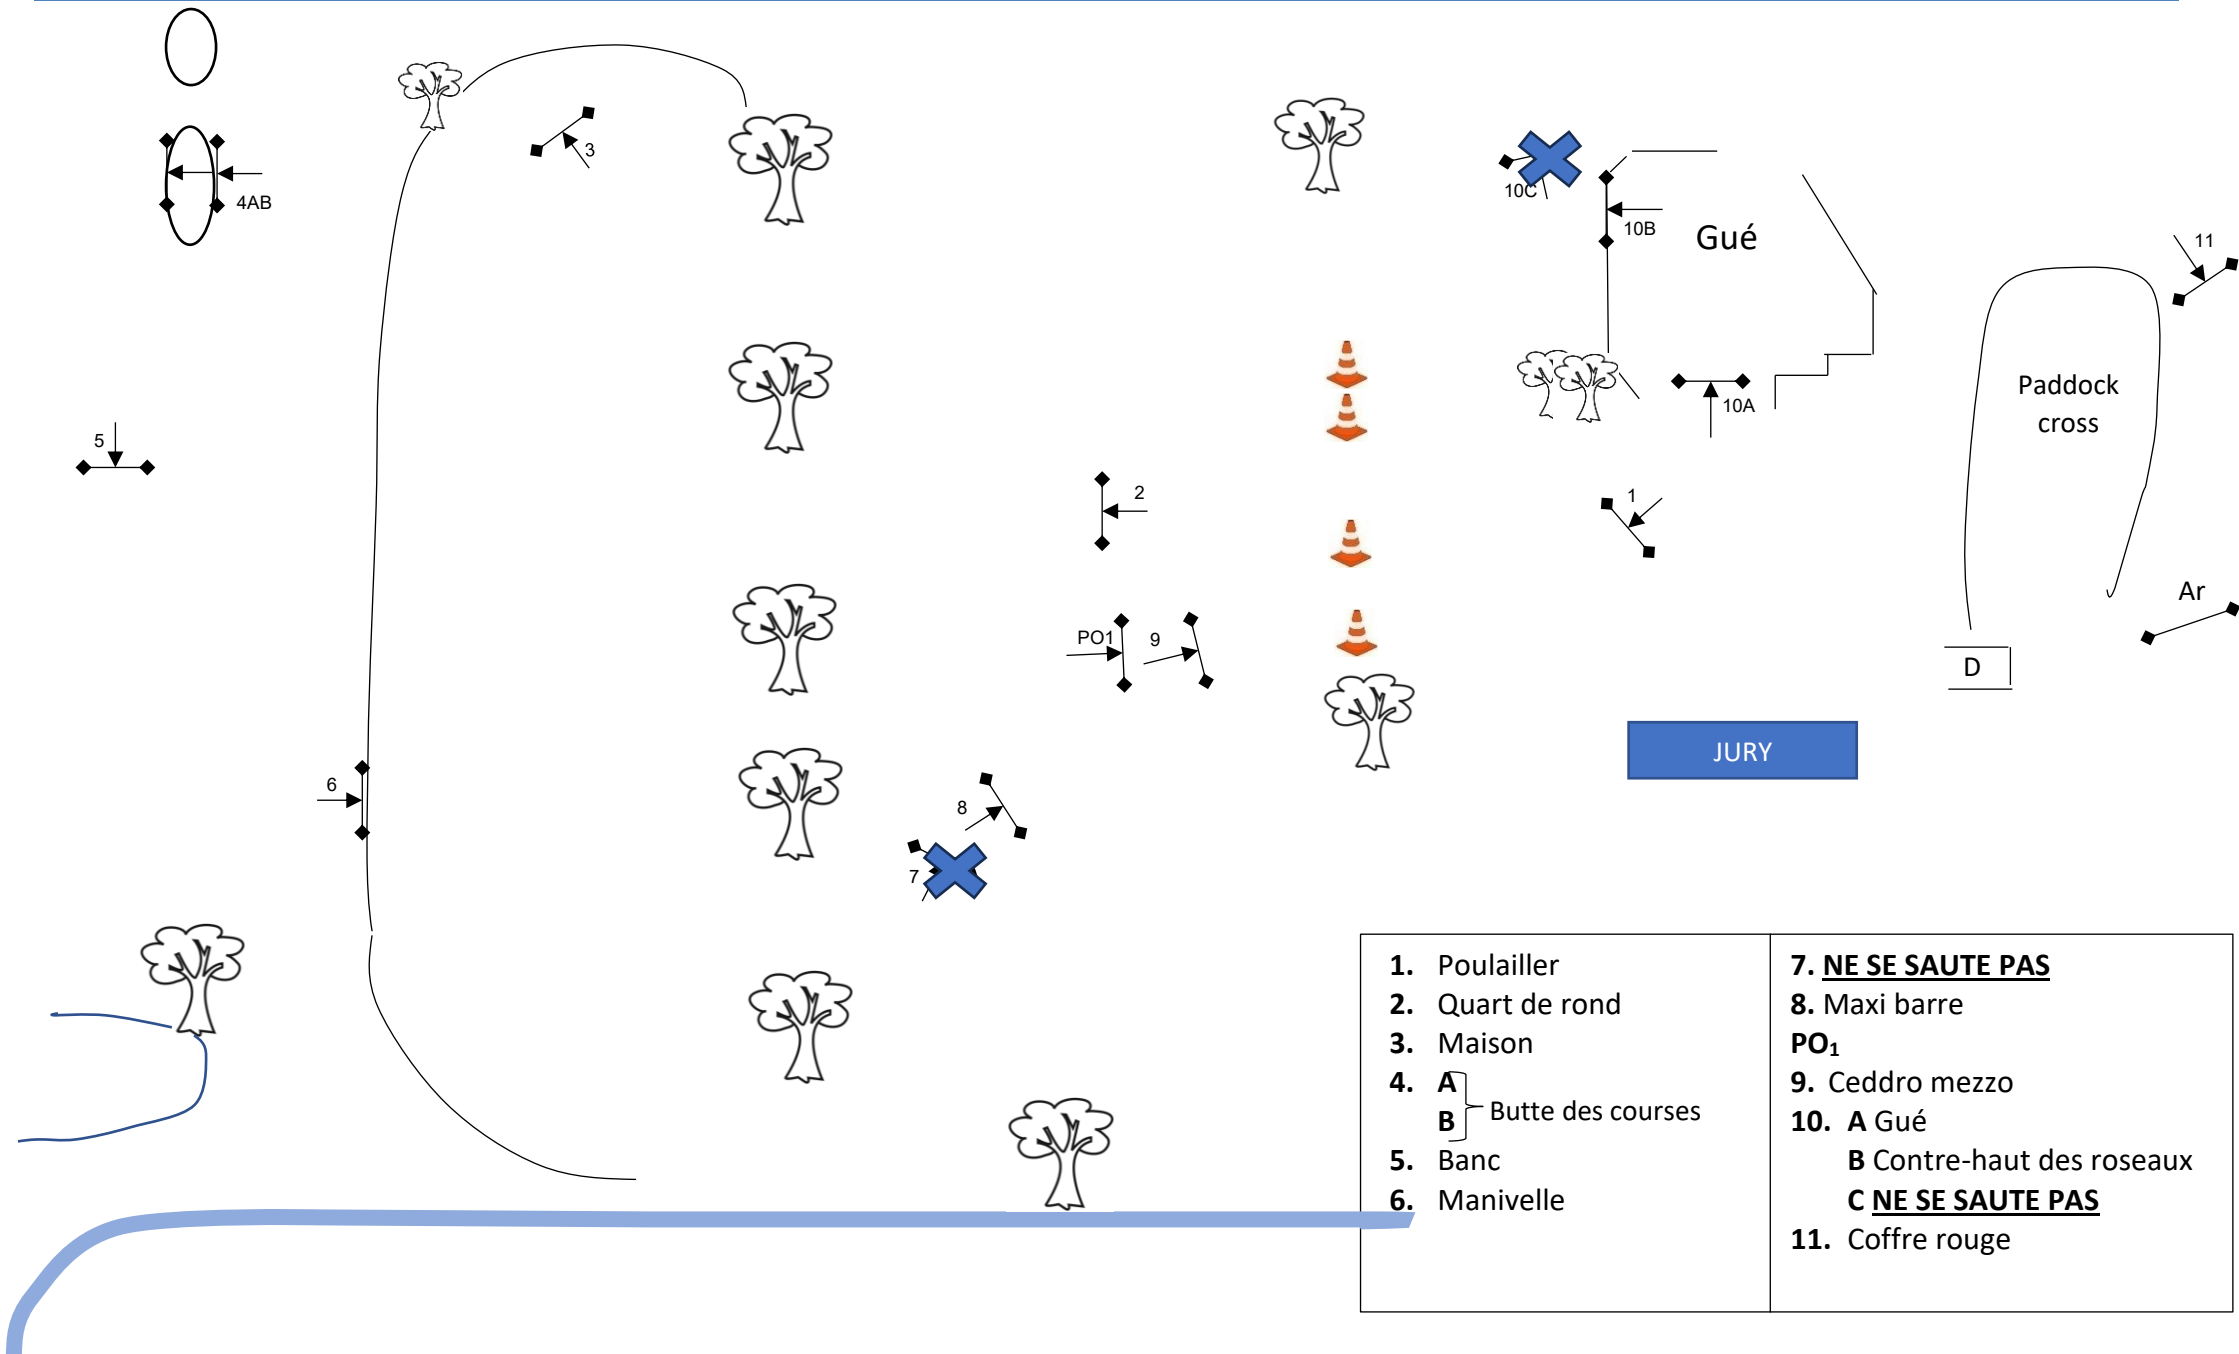 3
4AB
10C
10B
Gué
11
5
10A
Paddock
cross
2
1
PO1
9
Ar
D
JURY
6
8
7
1. Poulailler
2. Quart de rond
3. Maison
4. A
B
Butte des courses
5. Banc
6. Manivelle
7. NE SE SAUTE PAS
8. Maxi barre
PO₁
9. Ceddro mezzo
10. A Gué
B Contre-haut des roseaux
C NE SE SAUTE PAS
11. Coffre rouge